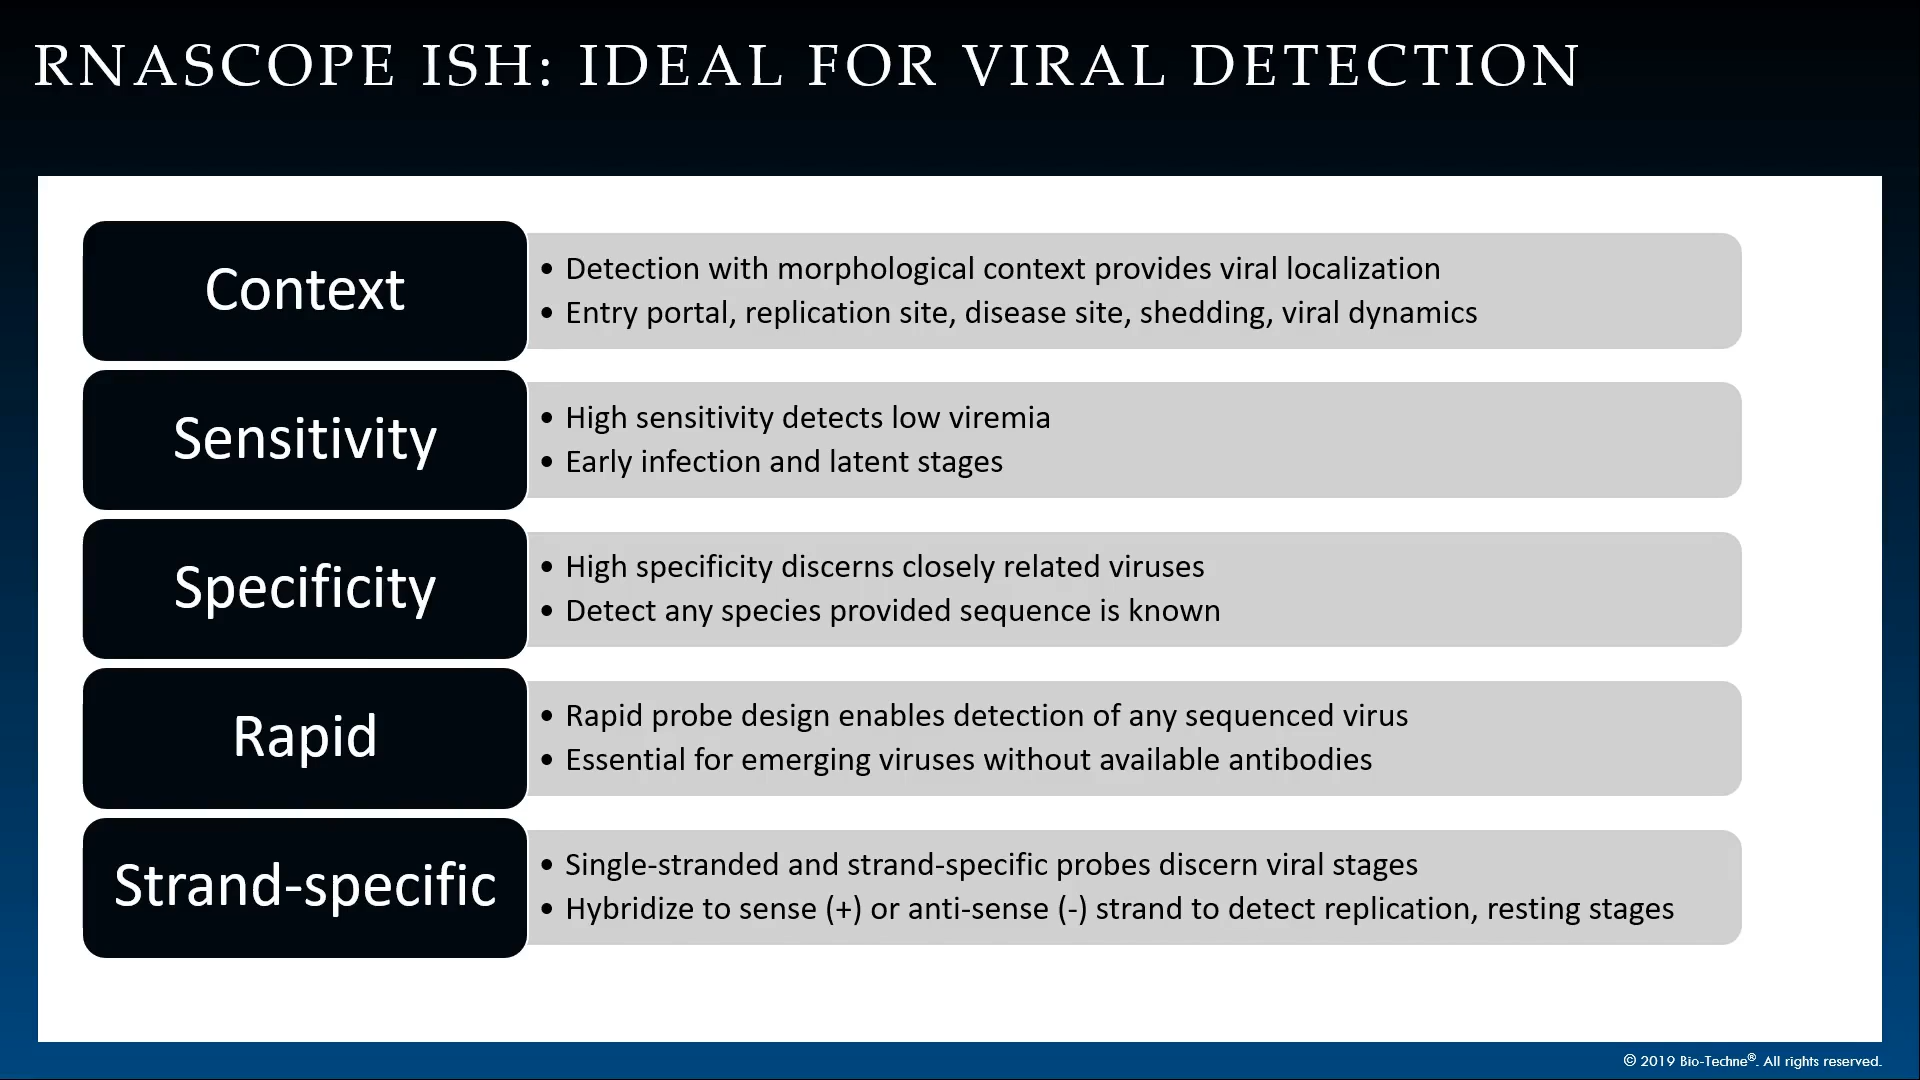 RNASCOPE ISH: IDEAL FOR VIRAL DETECTION
Context
• Detection with morphological context provides viral localization
• Entry portal, replication site, disease site, shedding, viral dynamics
Sensitivity
• High sensitivity detects low viremia
• Early infection and latent stages
Specificity
• High specificity discerns closely related viruses
• Detect any species provided sequence is known
Rapid
• Rapid probe design enables detection of any sequenced virus
• Essential for emerging viruses without available antibodies
Strand-specific
• Single-stranded and strand-specific probes discern viral stages
• Hybridize to sense (+) or anti-sense (-) strand to detect replication, resting stages
© 2019 Bio-Techne®. All rights reserved.